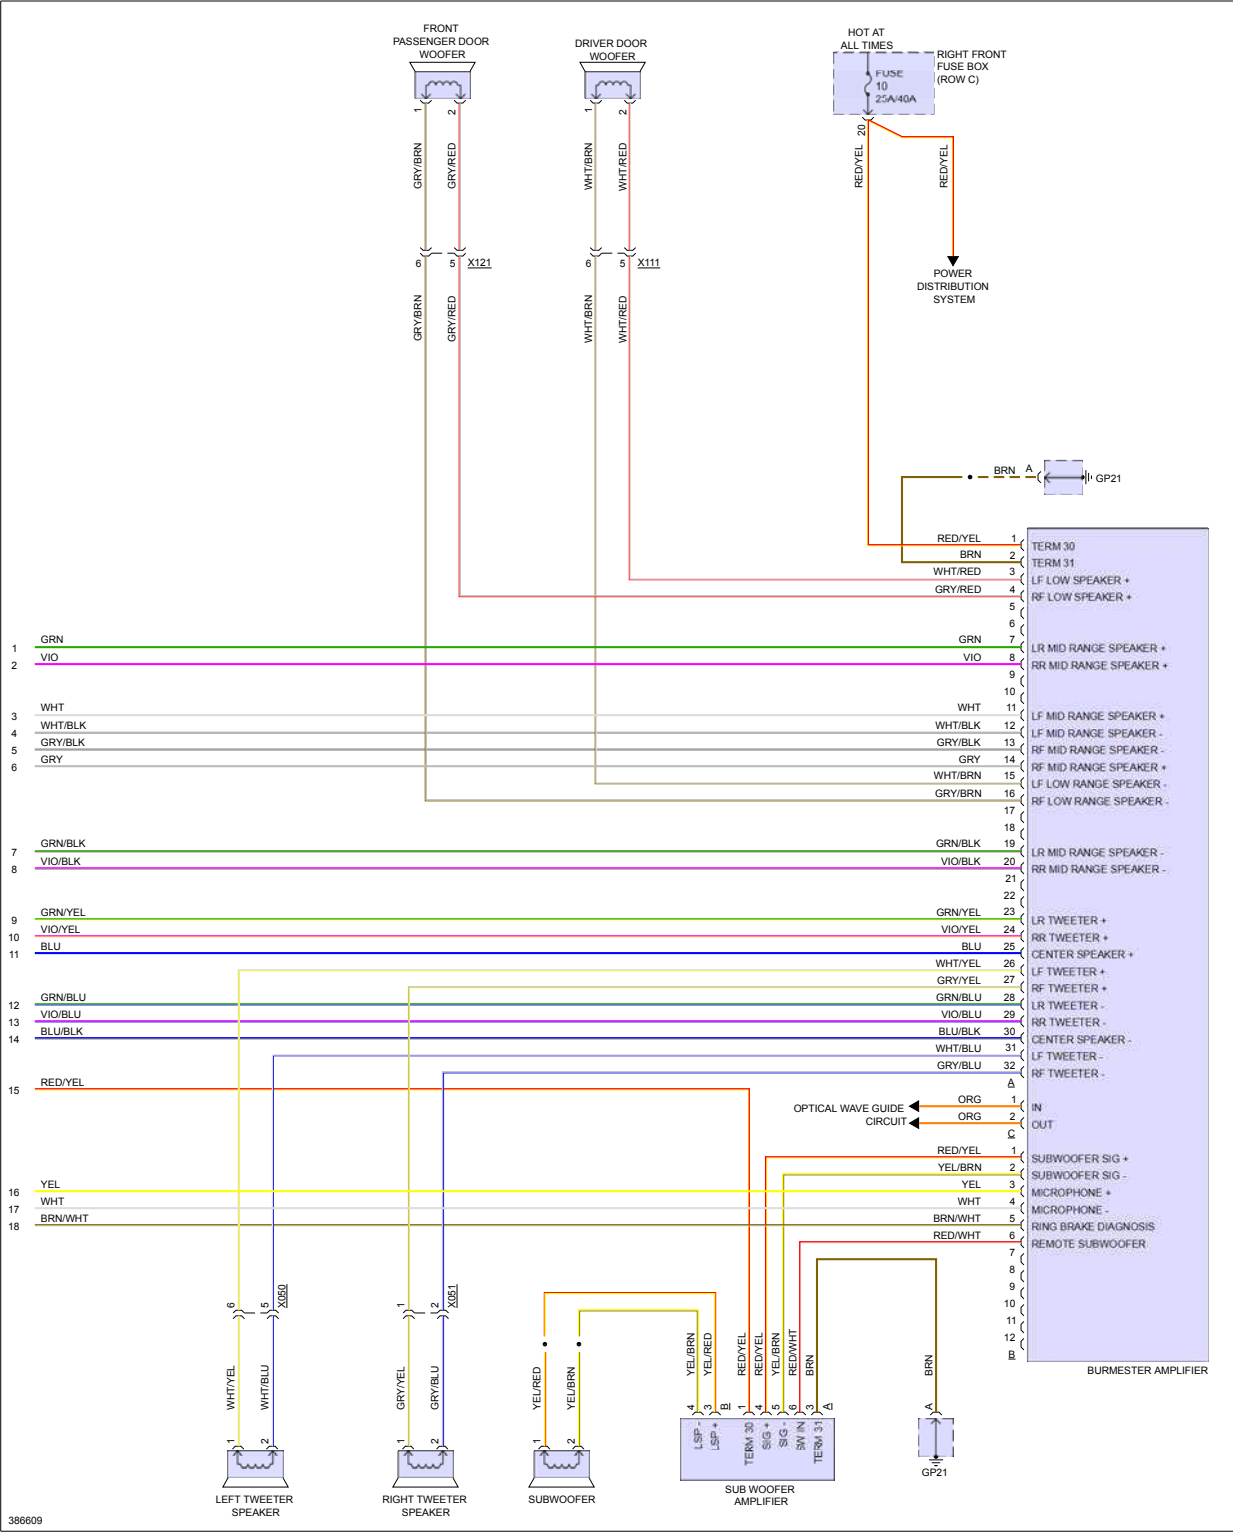 FRONT
PASSENGER DOOR
WOOFER
DRIVER DOOR
WOOFER
HOT AT
ALL TIMES
RIGHT FRONT
FUSE BOX
(ROW C)
FUSE
10
25A/40A
1
2
1
2
20
GRY/BRN
GRY/RED
WHT/BRN
WHT/RED
RED/YEL
RED/YEL
6
5
X121
6
5
X111
POWER
DISTRIBUTION
SYSTEM
GRY/BRN
GRY/RED
WHT/BRN
WHT/RED
BRN
A
GP21
RED/YEL 1 TERM 30
BRN 2 TERM 31
WHT/RED 3 LF LOW SPEAKER +
GRY/RED 4 RF LOW SPEAKER +
5
6
1 GRN GRN 7 LR MID RANGE SPEAKER +
2 VIO VIO 8 RR MID RANGE SPEAKER +
9
10
3 WHT WHT 11 LF MID RANGE SPEAKER +
4 WHT/BLK WHT/BLK 12 LF MID RANGE SPEAKER -
5 GRY/BLK GRY/BLK 13 RF MID RANGE SPEAKER -
6 GRY GRY 14 RF MID RANGE SPEAKER +
WHT/BRN 15 LF LOW RANGE SPEAKER -
GRY/BRN 16 RF LOW RANGE SPEAKER -
17
18
7 GRN/BLK GRN/BLK 19 LR MID RANGE SPEAKER -
8 VIO/BLK VIO/BLK 20 RR MID RANGE SPEAKER -
21
22
9 GRN/YEL GRN/YEL 23 LR TWEETER +
10 VIO/YEL VIO/YEL 24 RR TWEETER +
11 BLU BLU 25 CENTER SPEAKER +
WHT/YEL 26 LF TWEETER +
GRY/YEL 27 RF TWEETER +
12 GRN/BLU GRN/BLU 28 LR TWEETER -
13 VIO/BLU VIO/BLU 29 RR TWEETER -
14 BLU/BLK BLU/BLK 30 CENTER SPEAKER -
WHT/BLU 31 LF TWEETER -
GRY/BLU 32 RF TWEETER -
A
15 RED/YEL
OPTICAL WAVE GUIDE
CIRCUIT
ORG 1 IN
ORG 2 OUT
C
RED/YEL 1 SUBWOOFER SIG +
YEL/BRN 2 SUBWOOFER SIG -
16 YEL YEL 3 MICROPHONE +
17 WHT WHT 4 MICROPHONE -
18 BRN/WHT BRN/WHT 5 RING BRAKE DIAGNOSIS
RED/WHT 6 REMOTE SUBWOOFER
7
8
9
10
11
12
B
BURMESTER AMPLIFIER
6
5
X050
1
2
X051
WHT/YEL
WHT/BLU
GRY/YEL
GRY/BLU
YEL/RED
YEL/BRN
YEL/BRN
YEL/RED
RED/YEL
RED/YEL
YEL/BRN
RED/WHT
BRN
BRN
1
2
1
2
1
2
4
3
B
1
4
5
6
3
A
A
LSP -
LSP +
TERM 30
SIG +
SIG -
SW IN
TERM 31
GP21
LEFT TWEETER
SPEAKER
RIGHT TWEETER
SPEAKER
SUBWOOFER
SUB WOOFER
AMPLIFIER
386609